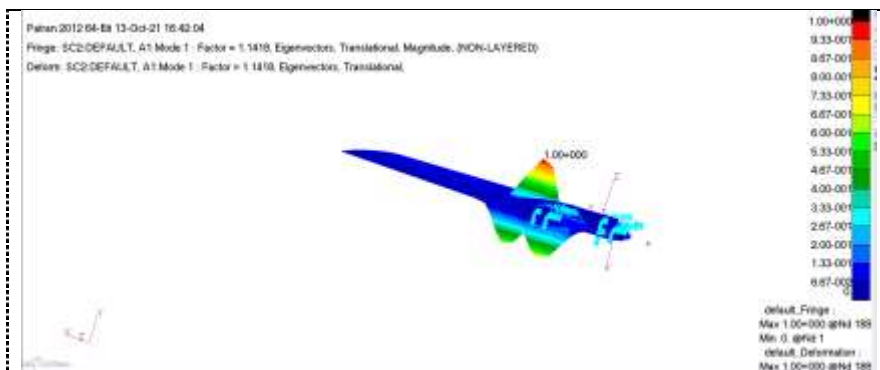 Patran 2012 64-Bit 13-Oct-21 16:42:04
Fringe: SC2:DEFAULT, A1:Mode 1 : Factor = 1.1418, Eigenvectors, Translational, Magnitude, (NON-LAYERED)
Deform: SC2:DEFAULT, A1:Mode 1 : Factor = 1.1418, Eigenvectors, Translational,
1.00+000
9.33-001
8.67-001
8.00-001
7.33-001
6.67-001
6.00-001
5.33-001
4.67-001
4.00-001
3.33-001
2.67-001
2.00-001
1.33-001
6.67-002
0.
1.00+000
default_Fringe :
Max 1.00+000 @Nd 188
Min 0. @Nd 1
default_Deformation :
Max 1.00+000 @Nd 188